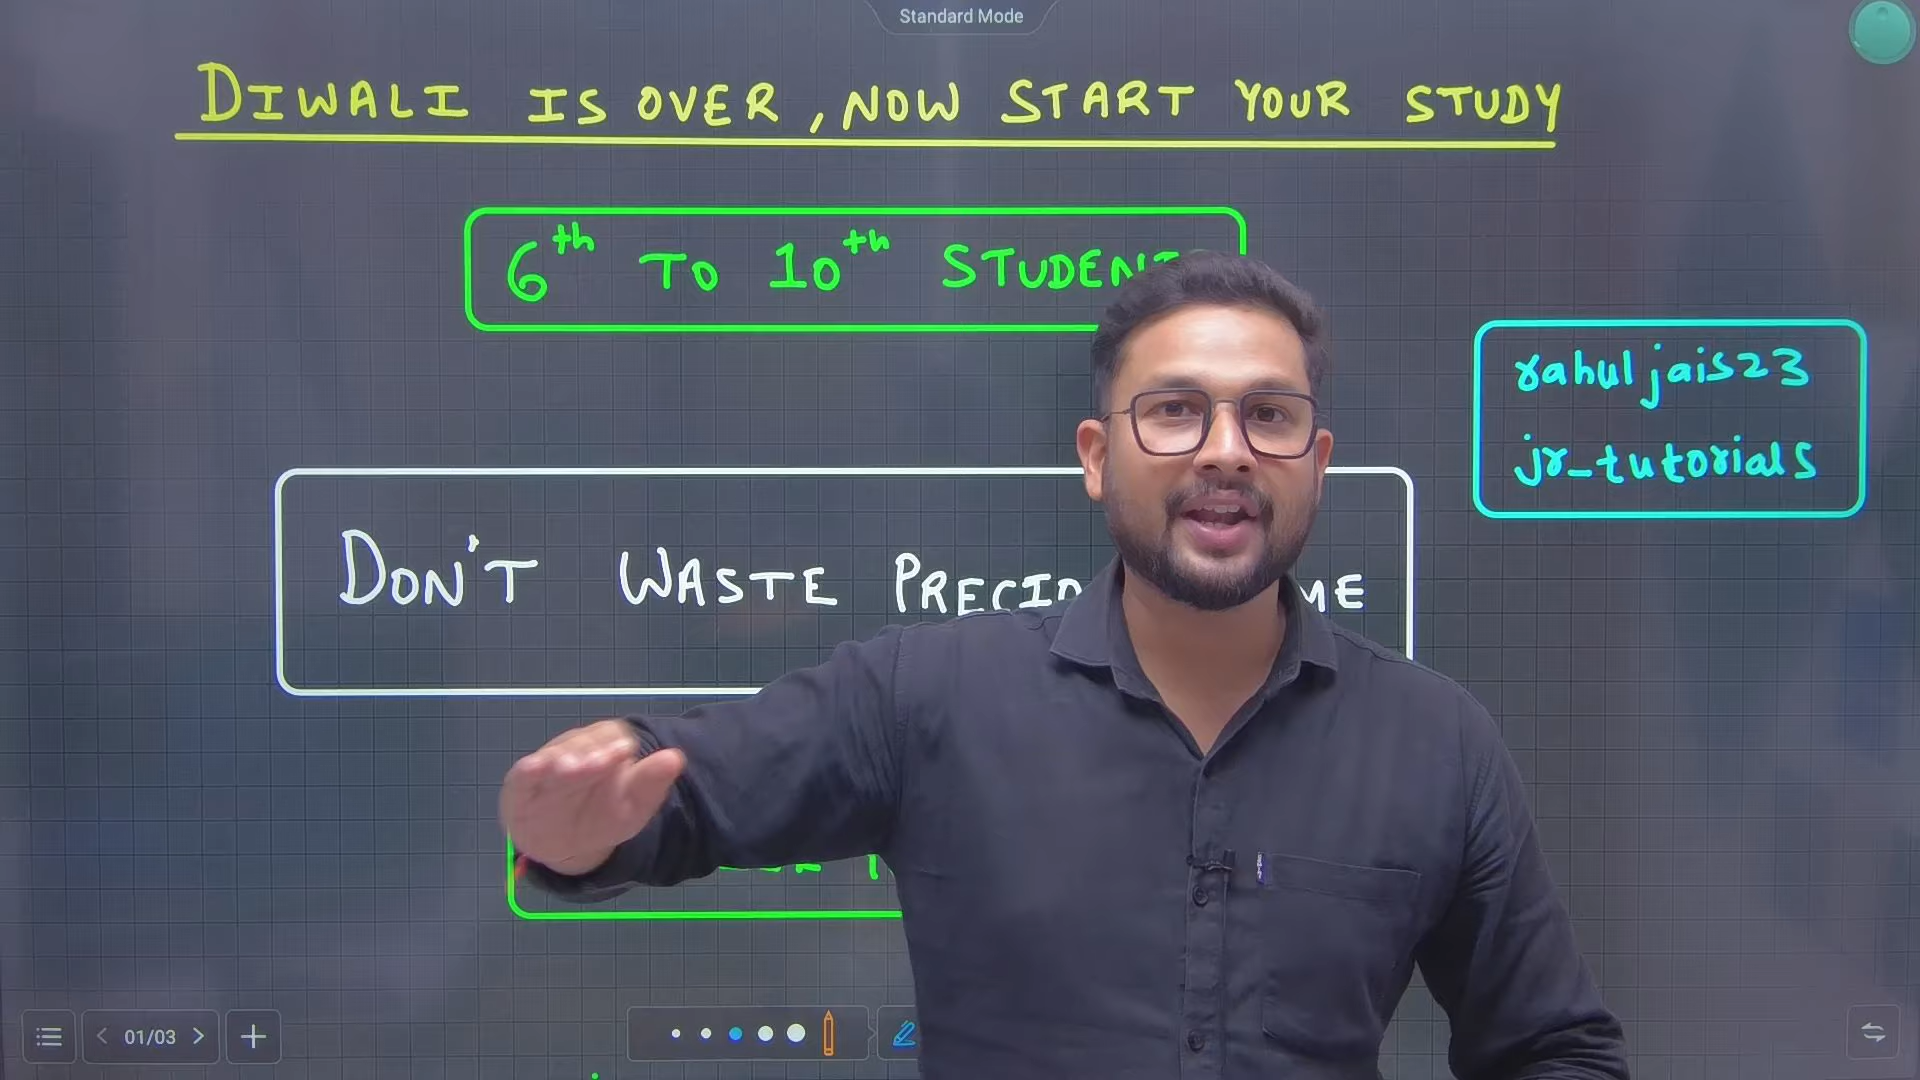 Standard Mode
DIWALI IS OVER, NOW START YOUR STUDY
6th TO 10th
rahuljais23
jr_tutorials
DON'T WASTE
01/03